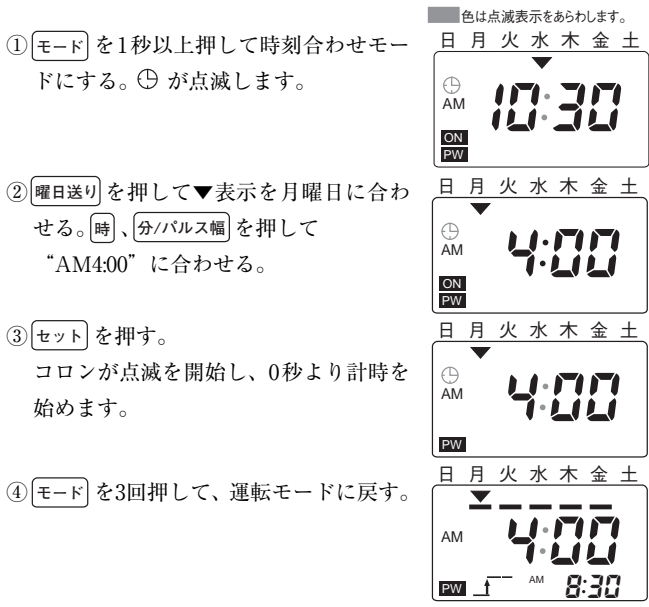 色は点滅表示をあらわします。
①モード を1秒以上押して時刻合わせモー
ドにする。 が点滅します。
日 月 火 水 木 金 土
▼
AM
10:30
ON
PW
②曜日送り を押して▼表示を月曜日に合わ
せる。時、分/パルス幅 を押して
“AM4:00”に合わせる。
日 月 火 水 木 金 土
▼
AM
4:00
ON
PW
③セット を押す。
コロンが点滅を開始し、0秒より計時を
始めます。
日 月 火 水 木 金 土
▼
AM
4:00
PW
④モード を3回押して、運転モードに戻す。
日 月 火 水 木 金 土
▼
AM
4:00
PW AM 8:30